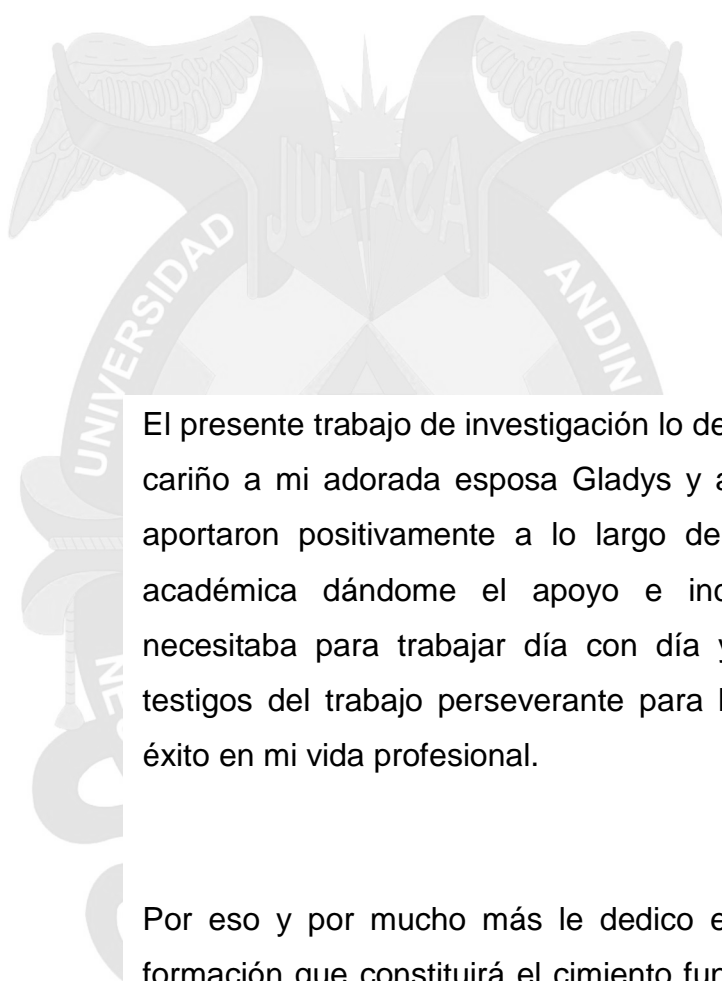 JULIACA
UNIVERSIDAD
El presente trabajo de investigación lo de
cariño a mi adorada esposa Gladys y a
aportaron positivamente a lo largo de
académica dándome el apoyo e inc
necesitaba para trabajar día con día y
testigos del trabajo perseverante para l
éxito en mi vida profesional.
Por eso y por mucho más le dedico e